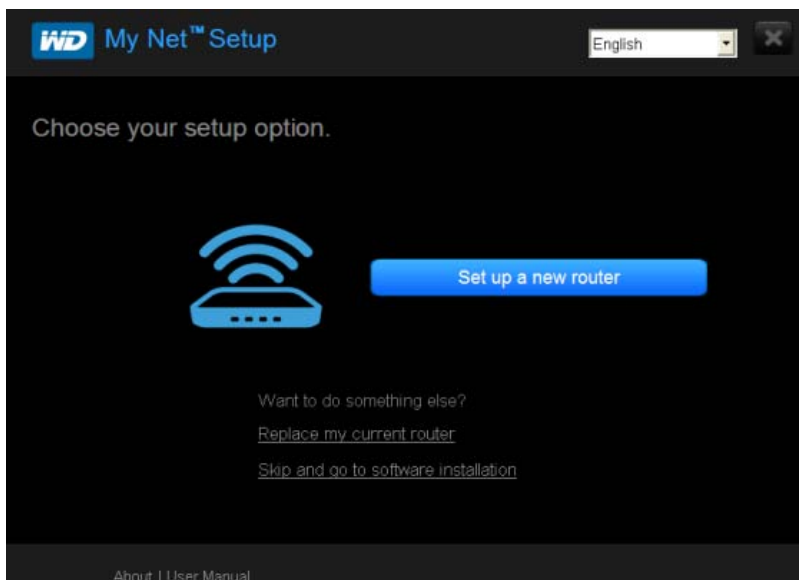 WD My Net™ Setup
English
Choose your setup option.
Set up a new router
Want to do something else?
Replace my current router
Skip and go to software installation
About | User Manual